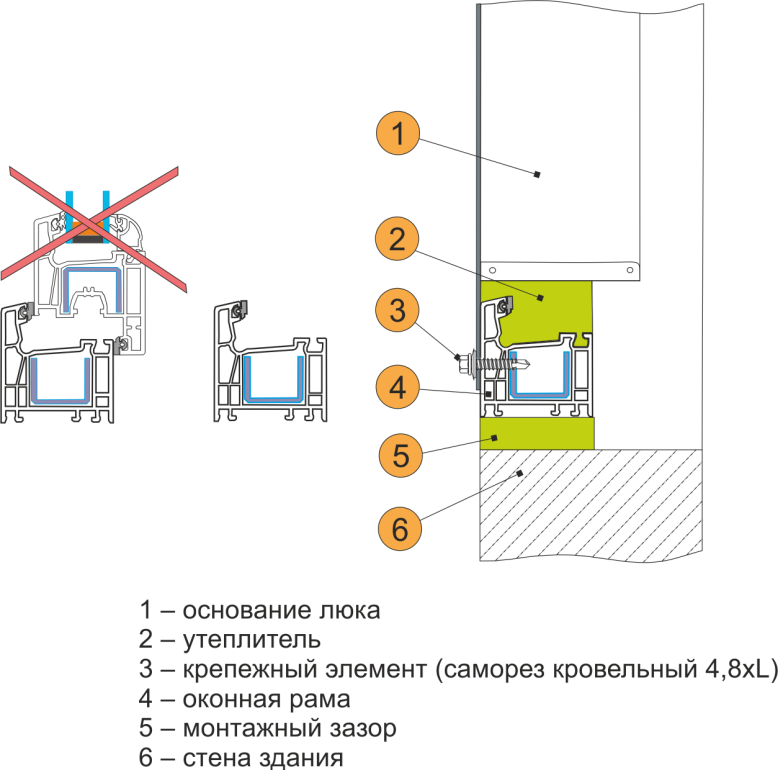 1
2
3
4
5
6
1 – основание люка
2 – утеплитель
3 – крепежный элемент (саморез кровельный 4,8xL)
4 – оконная рама
5 – монтажный зазор
6 – стена здания